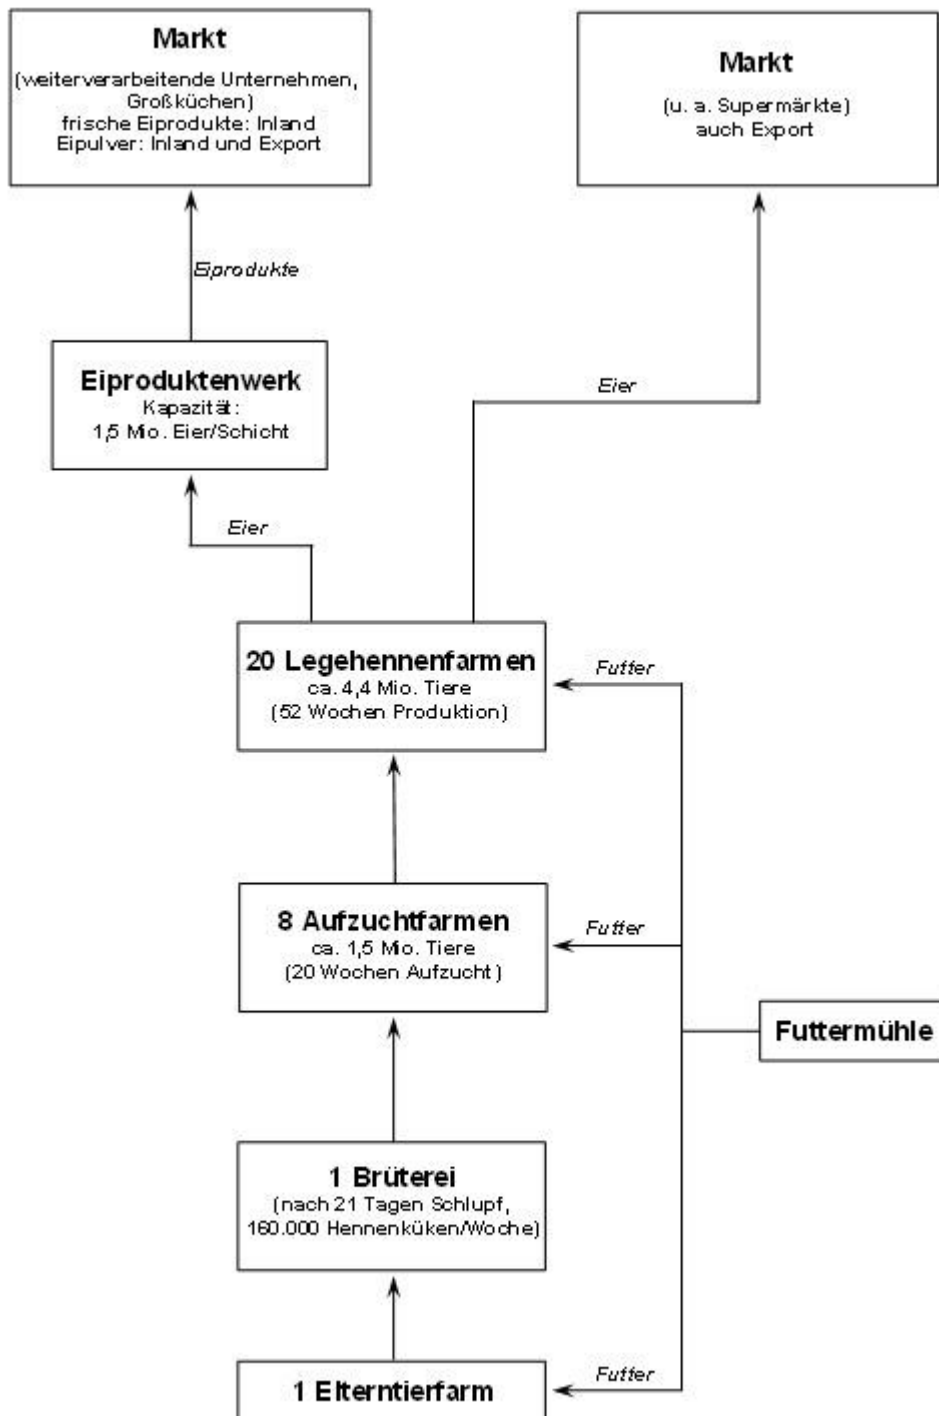 Markt
(weiterverarbeitende Unternehmen,
Großküchen)
frische Eiprodukte: Inland
Eipulver: Inland und Export
Markt
(u. a. Supermärkte)
auch Export
Eiprodukte
Eiproduktenwerk
Kapazität:
1,5 Mio. Eier/Schicht
Eier
Eier
20 Legehennenfarmen
ca. 4,4 Mio. Tiere
(52 Wochen Produktion)
Futter
8 Aufzuchtfarmen
ca. 1,5 Mio. Tiere
(20 Wochen Aufzucht)
Futter
Futtermühle
1 Brüterei
(nach 21 Tagen Schlupf,
160.000 Hennenküken/Woche)
1 Elterntierfarm
Futter